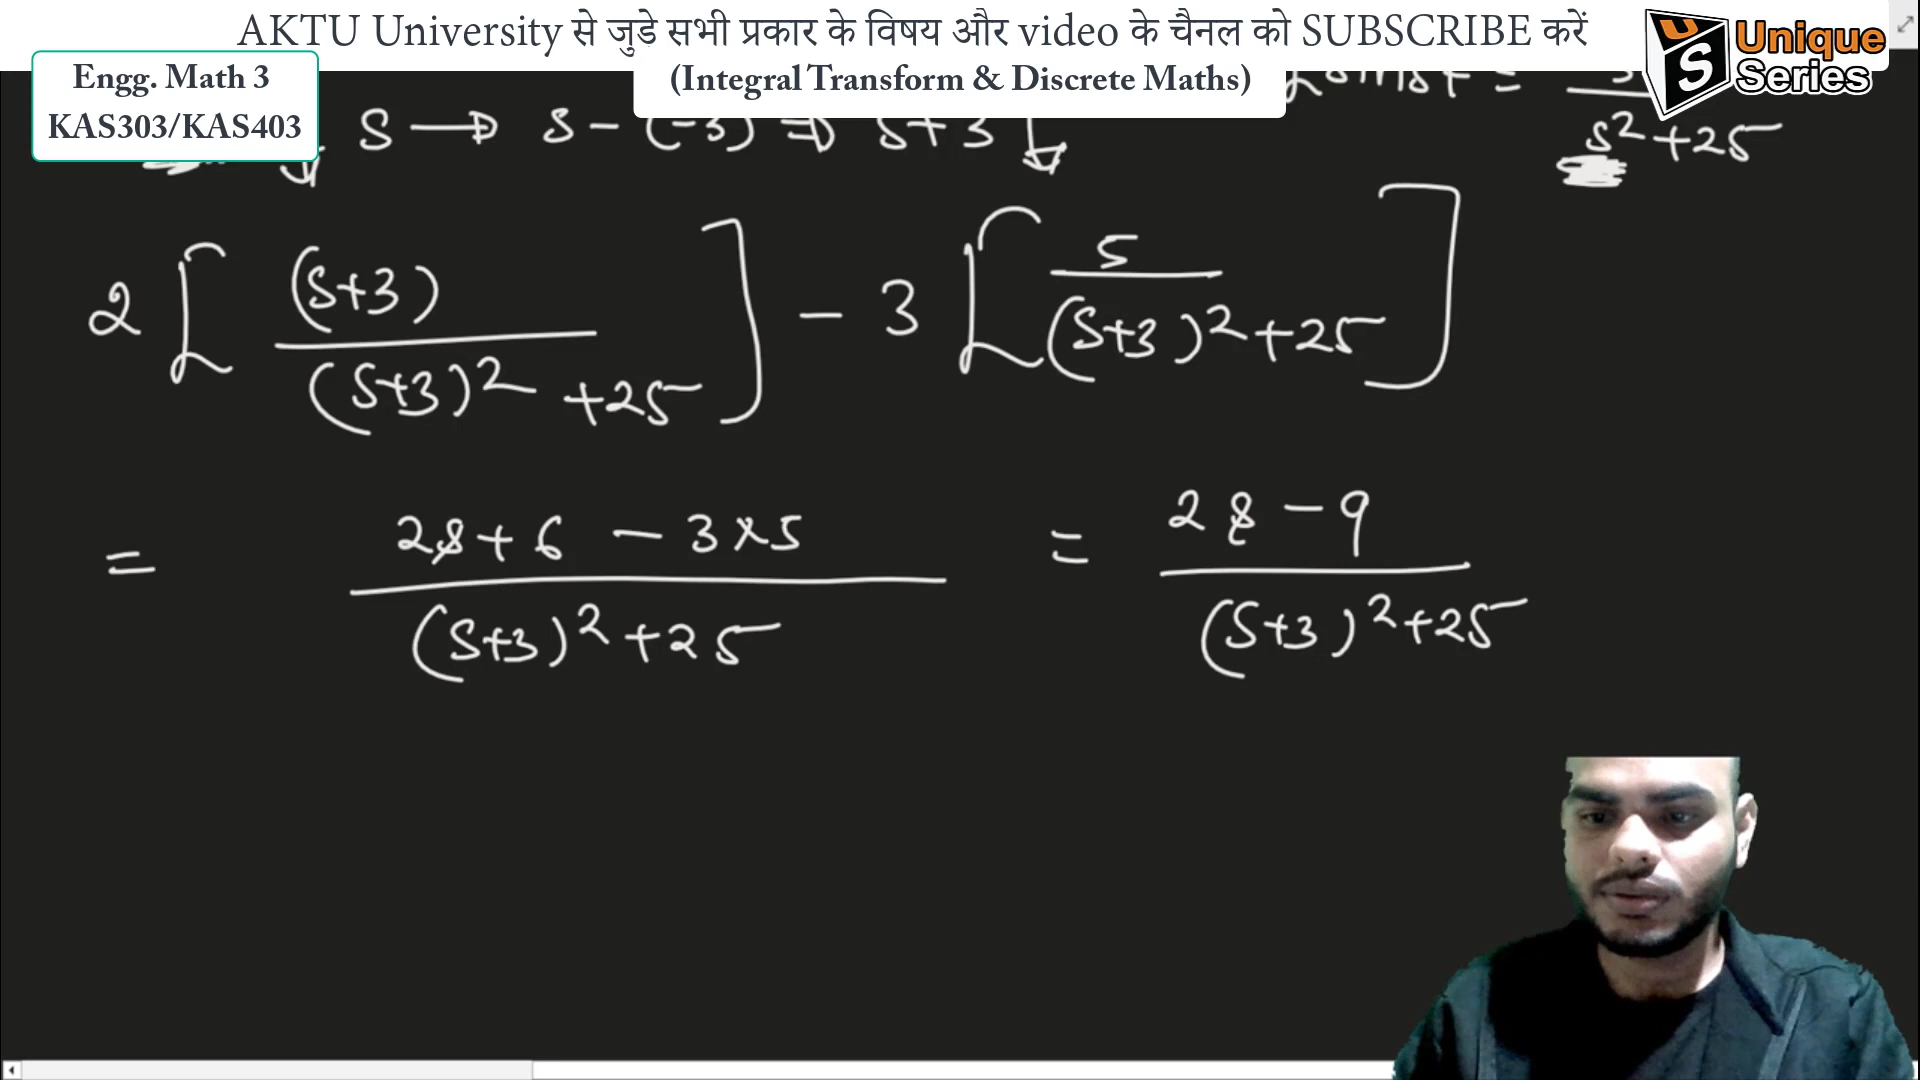 AKTU University से जुडे सभी प्रकार के विषय और video के चैनल को SUBSCRIBE करें
Unique Series
US
Engg. Math 3
KAS303/KAS403
(Integral Transform & Discrete Maths)
S → s - (-3) ⇒ s+3
s²+25
2 [ (s+3) / (s+3)² +25 ] - 3 [ 5 / (s+3)²+25 ]
= 2s+6 - 3×5 / (s+3)²+25 = 2s-9 / (s+3)²+25